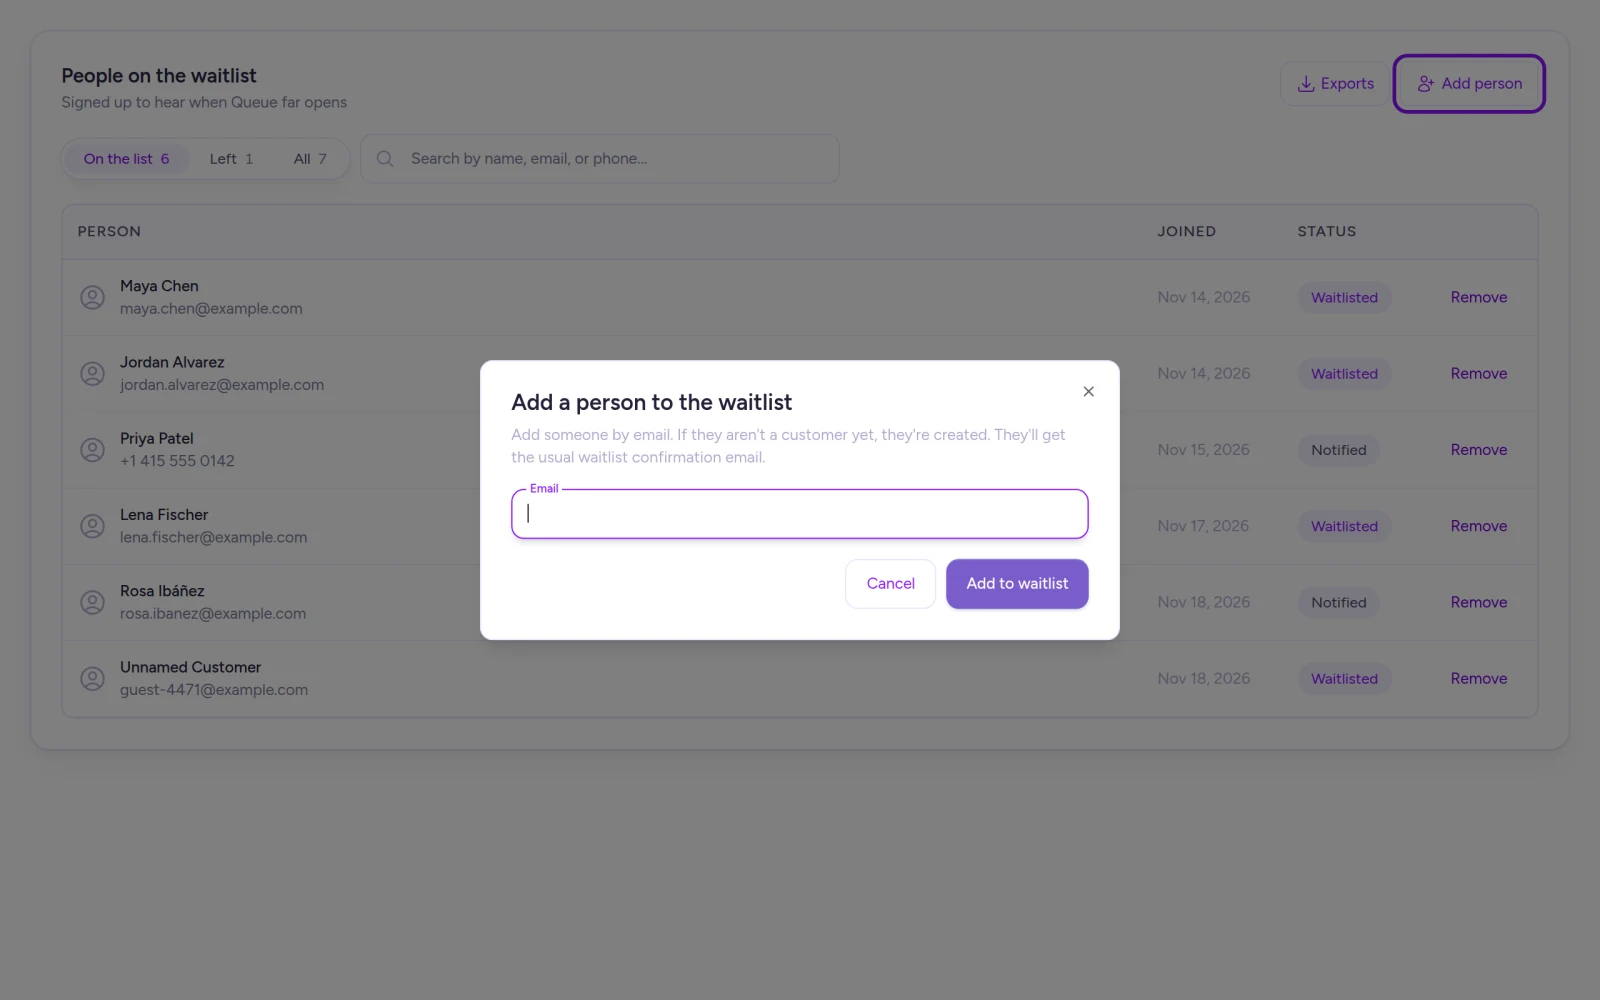 People on the waitlist
Signed up to hear when Queue far opens
Exports
Add person
On the list 6
Left 1
All 7
Search by name, email, or phone...
PERSON
JOINED
STATUS
Maya Chen
maya.chen@example.com
Nov 14, 2026
Waitlisted
Remove
Jordan Alvarez
jordan.alvarez@example.com
Nov 14, 2026
Waitlisted
Remove
Priya Patel
+1 415 555 0142
Nov 15, 2026
Notified
Remove
Lena Fischer
lena.fischer@example.com
Nov 17, 2026
Waitlisted
Remove
Rosa Ibáñez
rosa.ibanez@example.com
Nov 18, 2026
Notified
Remove
Unnamed Customer
guest-4471@example.com
Nov 18, 2026
Waitlisted
Remove
Add a person to the waitlist
Add someone by email. If they aren't a customer yet, they're created. They'll get
the usual waitlist confirmation email.
Email
Cancel
Add to waitlist